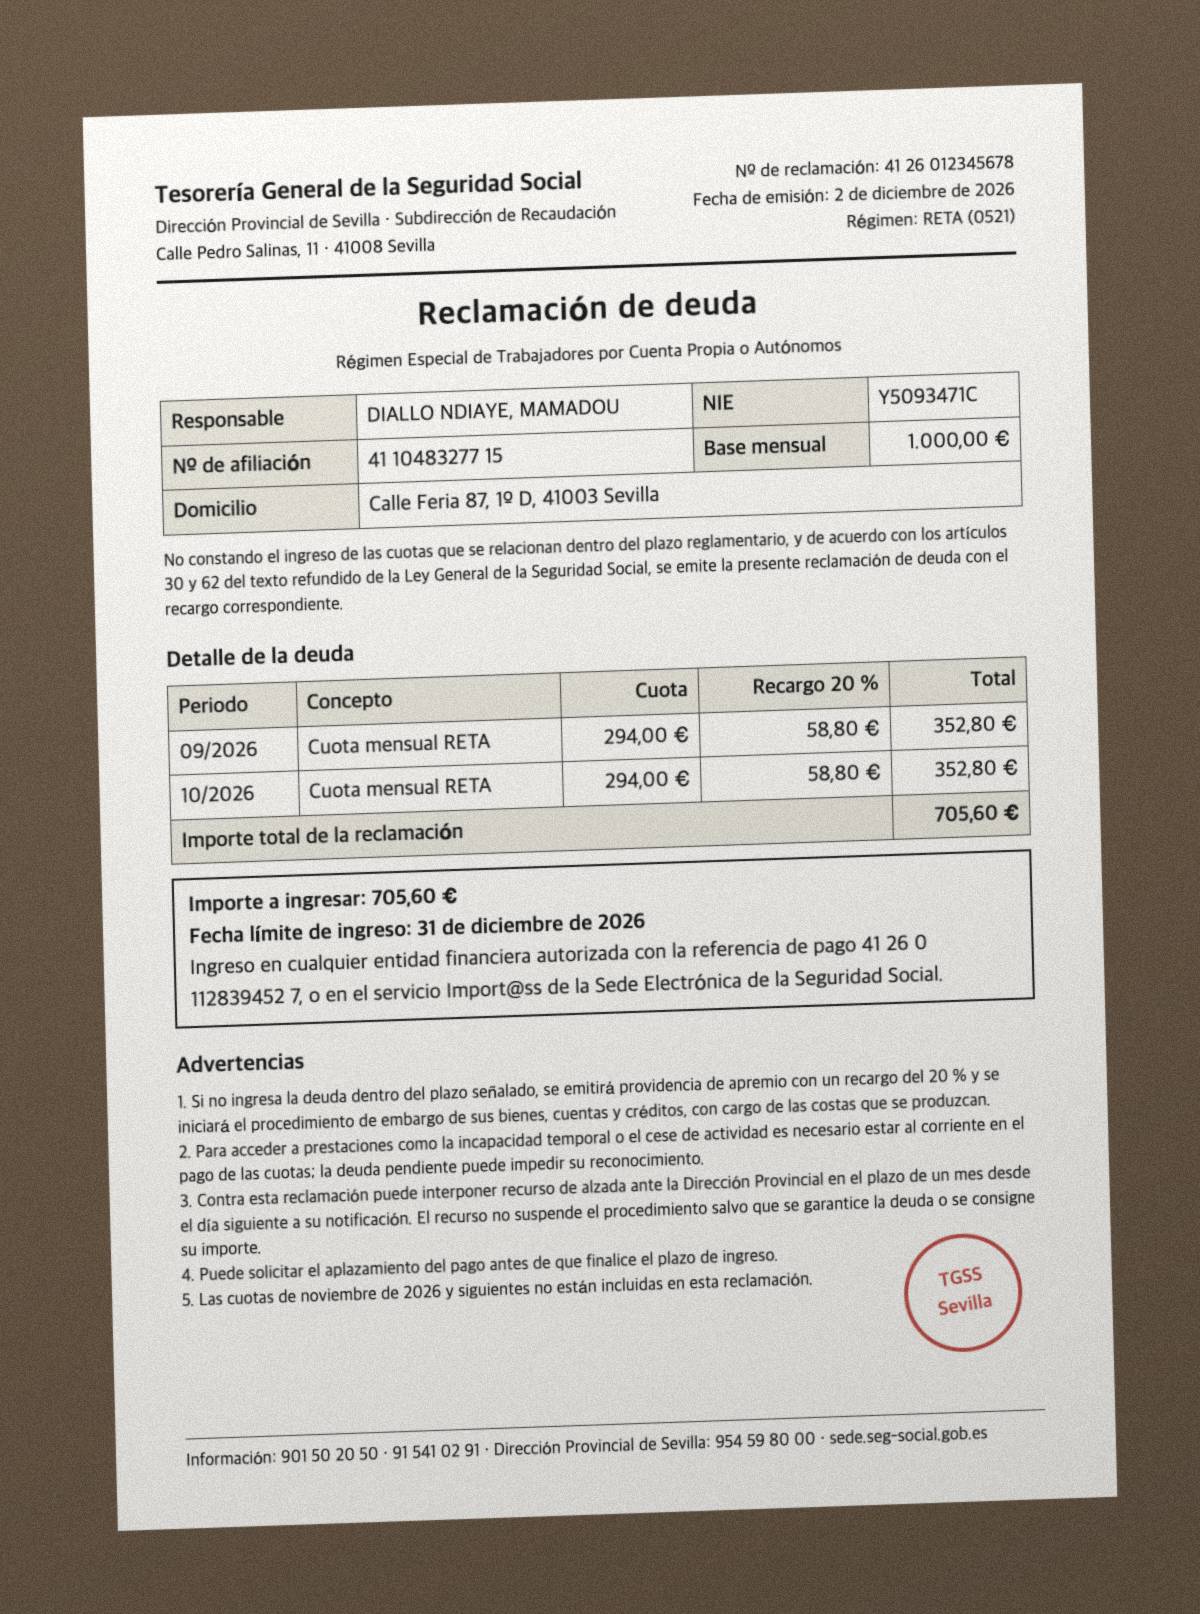 Tesorería General de la Seguridad Social
Dirección Provincial de Sevilla · Subdirección de Recaudación
Calle Pedro Salinas, 11 · 41008 Sevilla
Nº de reclamación: 41 26 012345678
Fecha de emisión: 2 de diciembre de 2026
Régimen: RETA (0521)
Reclamación de deuda
Régimen Especial de Trabajadores por Cuenta Propia o Autónomos
Responsable DIALLO NDIAYE, MAMADOU NIE Y5093471C
Nº de afiliación 41 10483277 15 Base mensual 1.000,00 €
Domicilio Calle Feria 87, 1º D, 41003 Sevilla
No constando el ingreso de las cuotas que se relacionan dentro del plazo reglamentario, y de acuerdo con los artículos
30 y 62 del texto refundido de la Ley General de la Seguridad Social, se emite la presente reclamación de deuda con el
recargo correspondiente.
Detalle de la deuda
Periodo Concepto Cuota Recargo 20 % Total
09/2026 Cuota mensual RETA 294,00 € 58,80 € 352,80 €
10/2026 Cuota mensual RETA 294,00 € 58,80 € 352,80 €
Importe total de la reclamación 705,60 €
Importe a ingresar: 705,60 €
Fecha límite de ingreso: 31 de diciembre de 2026
Ingreso en cualquier entidad financiera autorizada con la referencia de pago 41 26 0
112839452 7, o en el servicio Import@ss de la Sede Electrónica de la Seguridad Social.
Advertencias
1. Si no ingresa la deuda dentro del plazo señalado, se emitirá providencia de apremio con un recargo del 20 % y se
iniciará el procedimiento de embargo de sus bienes, cuentas y créditos, con cargo de las costas que se produzcan.
2. Para acceder a prestaciones como la incapacidad temporal o el cese de actividad es necesario estar al corriente en el
pago de las cuotas; la deuda pendiente puede impedir su reconocimiento.
3. Contra esta reclamación puede interponer recurso de alzada ante la Dirección Provincial en el plazo de un mes desde
el día siguiente a su notificación. El recurso no suspende el procedimiento salvo que se garantice la deuda o se consigne
su importe.
4. Puede solicitar el aplazamiento del pago antes de que finalice el plazo de ingreso.
5. Las cuotas de noviembre de 2026 y siguientes no están incluidas en esta reclamación.
TGSS
Sevilla
Información: 901 50 20 50 · 91 541 02 91 · Dirección Provincial de Sevilla: 954 59 80 00 · sede.seg-social.gob.es